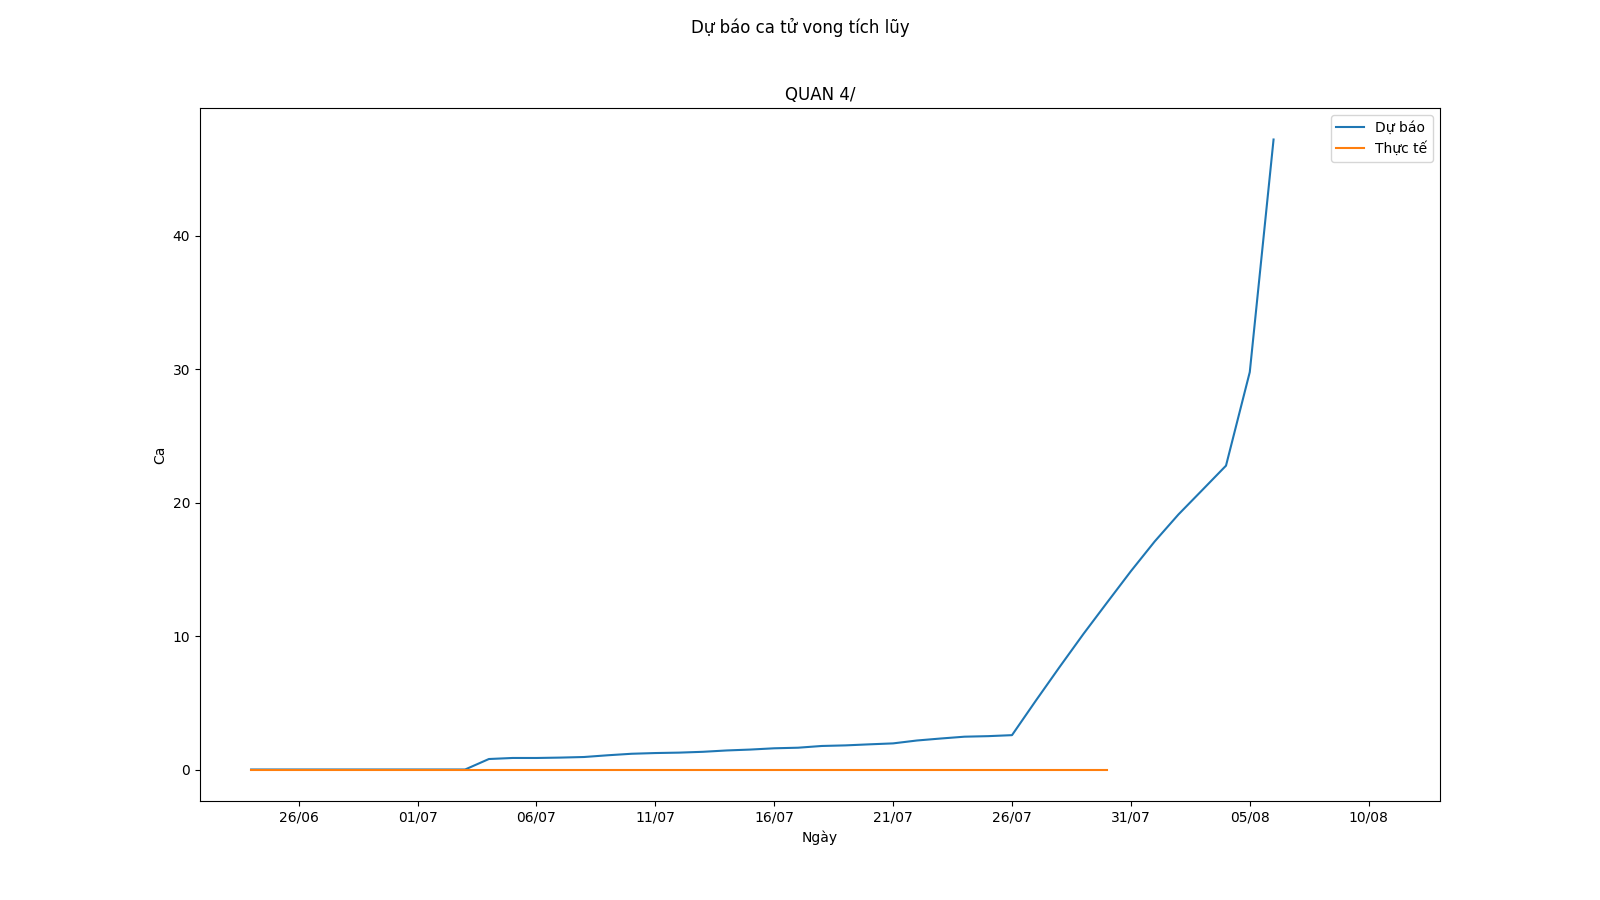 Dự báo ca tử vong tích lũy
QUAN 4/
Dự báo
Thực tế
Ca
40
30
20
10
0
26/06 01/07 06/07 11/07 16/07 21/07 26/07 31/07 05/08 10/08
Ngày